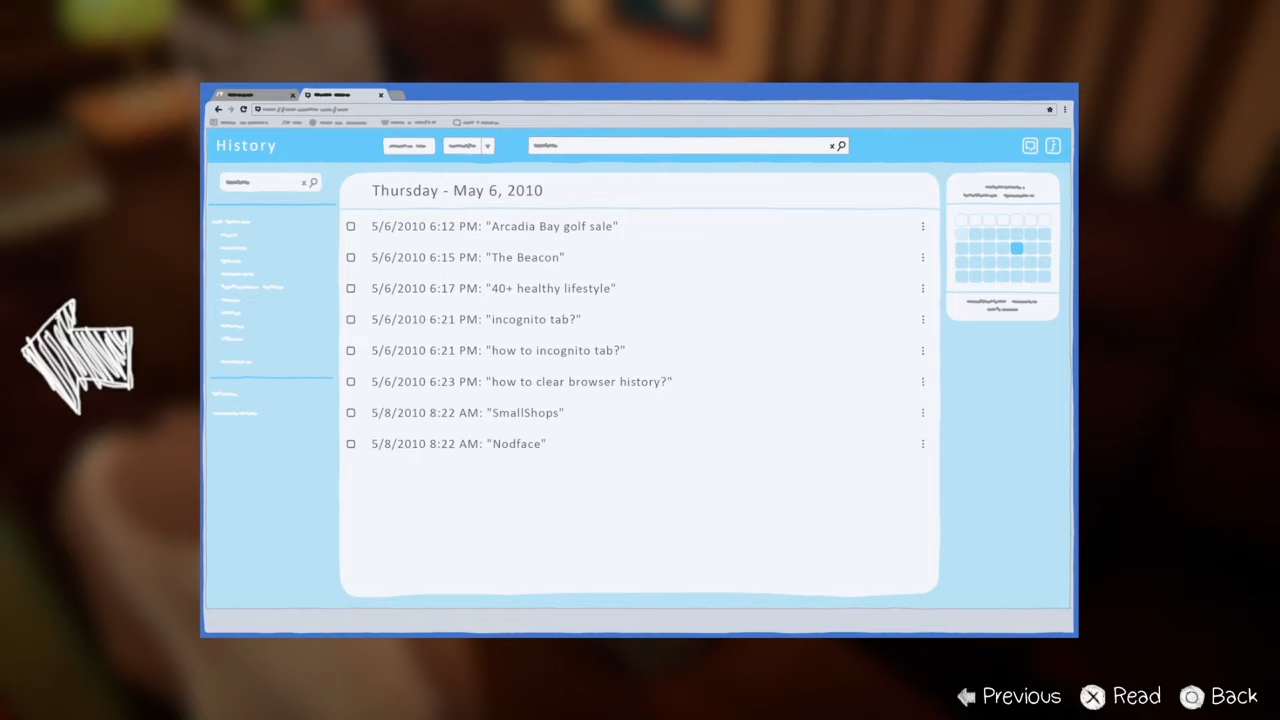 History
Thursday - May 6, 2010
5/6/2010 6:12 PM: "Arcadia Bay golf sale"
5/6/2010 6:15 PM: "The Beacon"
5/6/2010 6:17 PM: "40+ healthy lifestyle"
5/6/2010 6:21 PM: "incognito tab?"
5/6/2010 6:21 PM: "how to incognito tab?"
5/6/2010 6:23 PM: "how to clear browser history?"
5/8/2010 8:22 AM: "SmallShops"
5/8/2010 8:22 AM: "Nodface"
Previous X Read Back